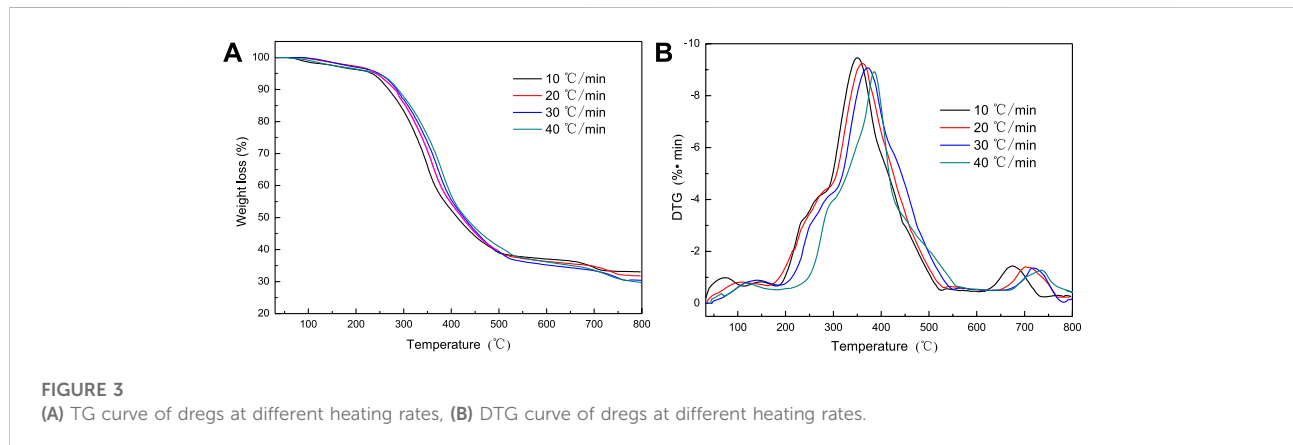 A
100
90
80
70
60
50
40
30
20
Weight loss (%)
100 200 300 400 500 600 700 800
Temperature (℃)
10 ℃/min
20 ℃/min
30 ℃/min
40 ℃/min
B
-10
-8
-6
-4
-2
0
DTG (%• min)
100 200 300 400 500 600 700 800
Temperature (℃)
10 ℃/min
20 ℃/min
30 ℃/min
40 ℃/min
FIGURE 3
(A) TG curve of dregs at different heating rates, (B) DTG curve of dregs at different heating rates.